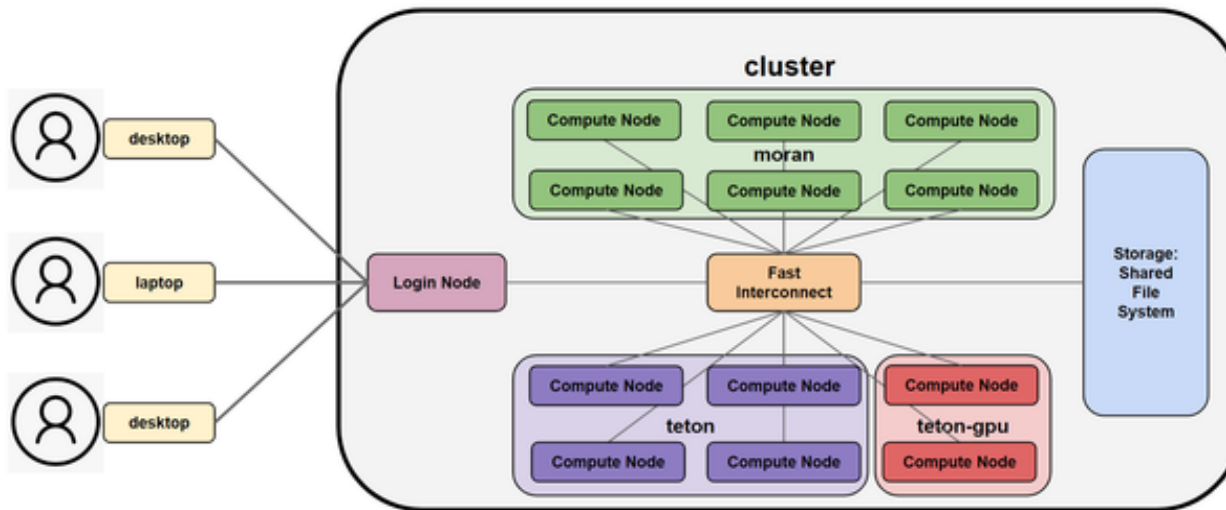 cluster
desktop
laptop
desktop
Login Node
Compute Node
Compute Node
Compute Node
moran
Compute Node
Compute Node
Compute Node
Fast
Interconnect
Storage:
Shared
File
System
Compute Node
Compute Node
teton
Compute Node
Compute Node
Compute Node
teton-gpu
Compute Node